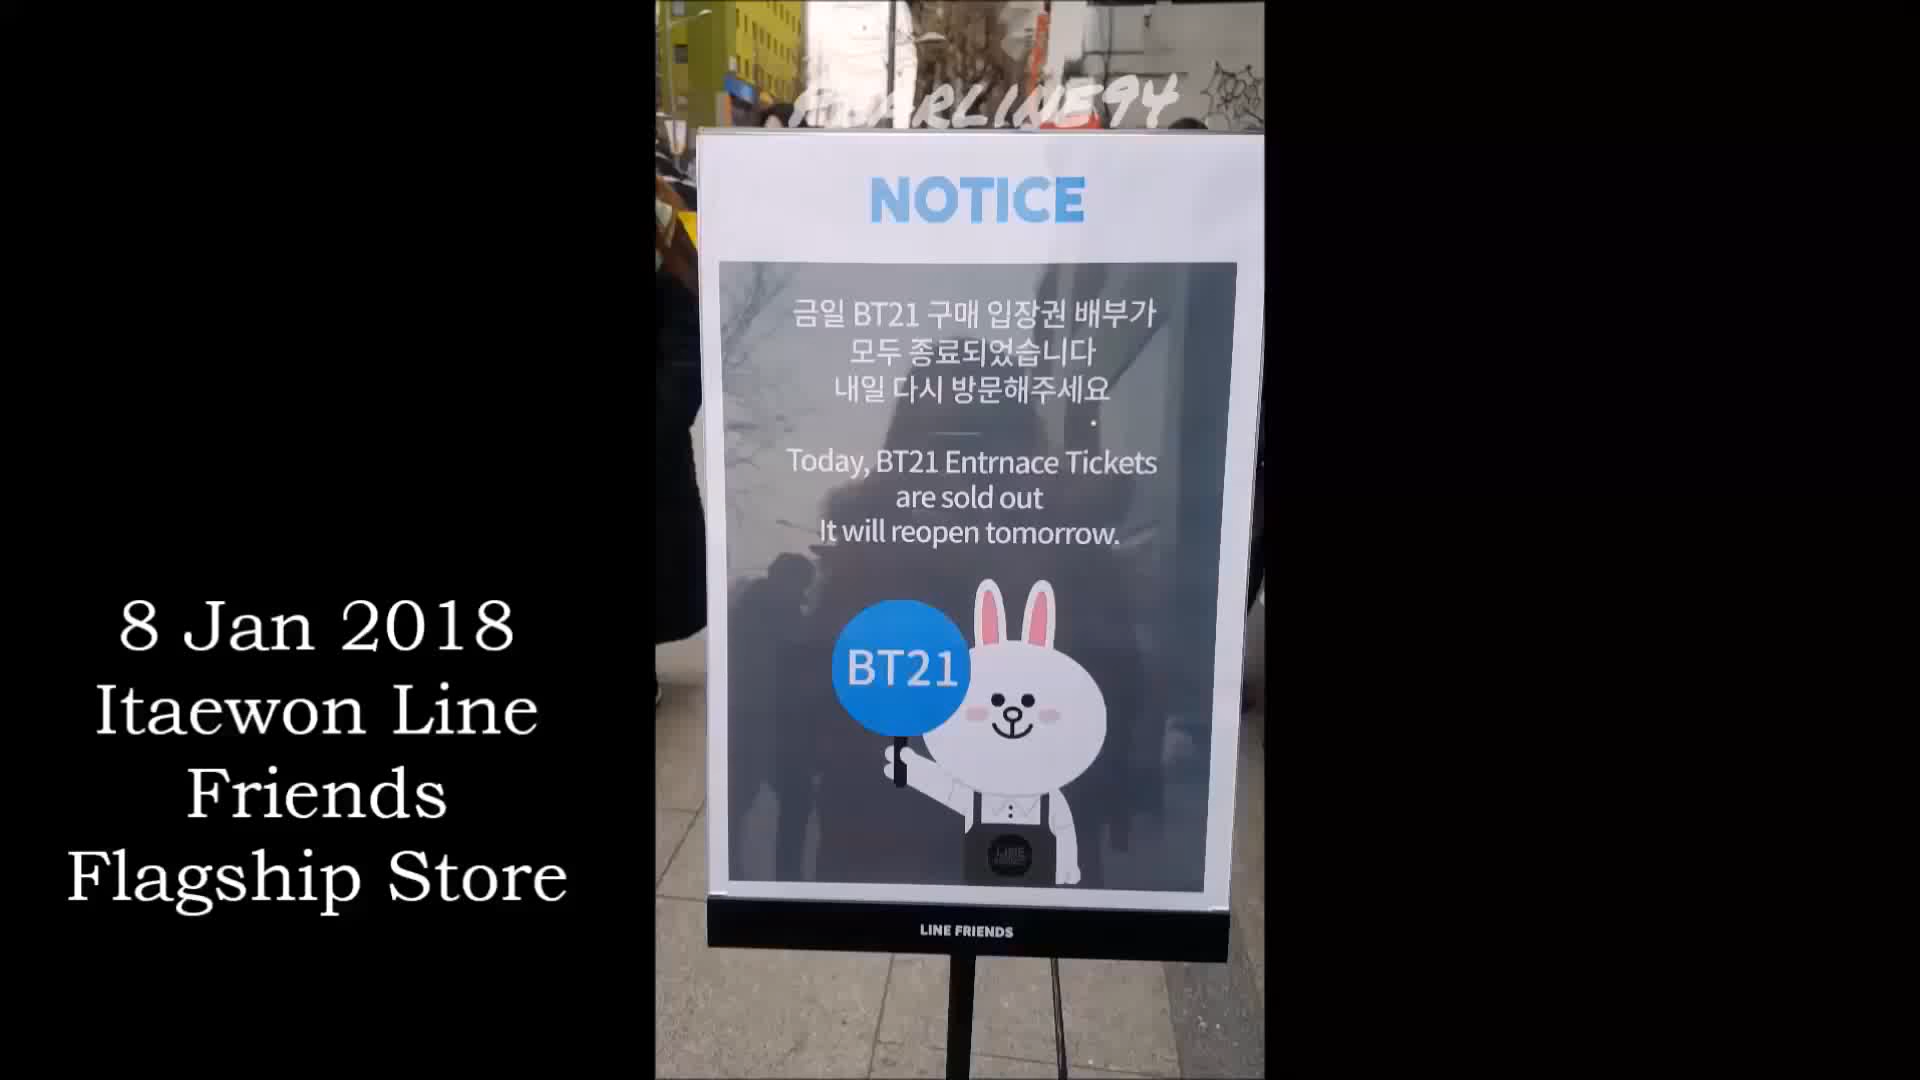 NOTICE
금일 BT21 구매 입장권 배부가
모두 종료되었습니다
내일 다시 방문해주세요
Today, BT21 Entrnace Tickets
are sold out
It will reopen tomorrow.
BT21
LINE
FRIENDS
LINE FRIENDS
8 Jan 2018
Itaewon Line
Friends
Flagship Store